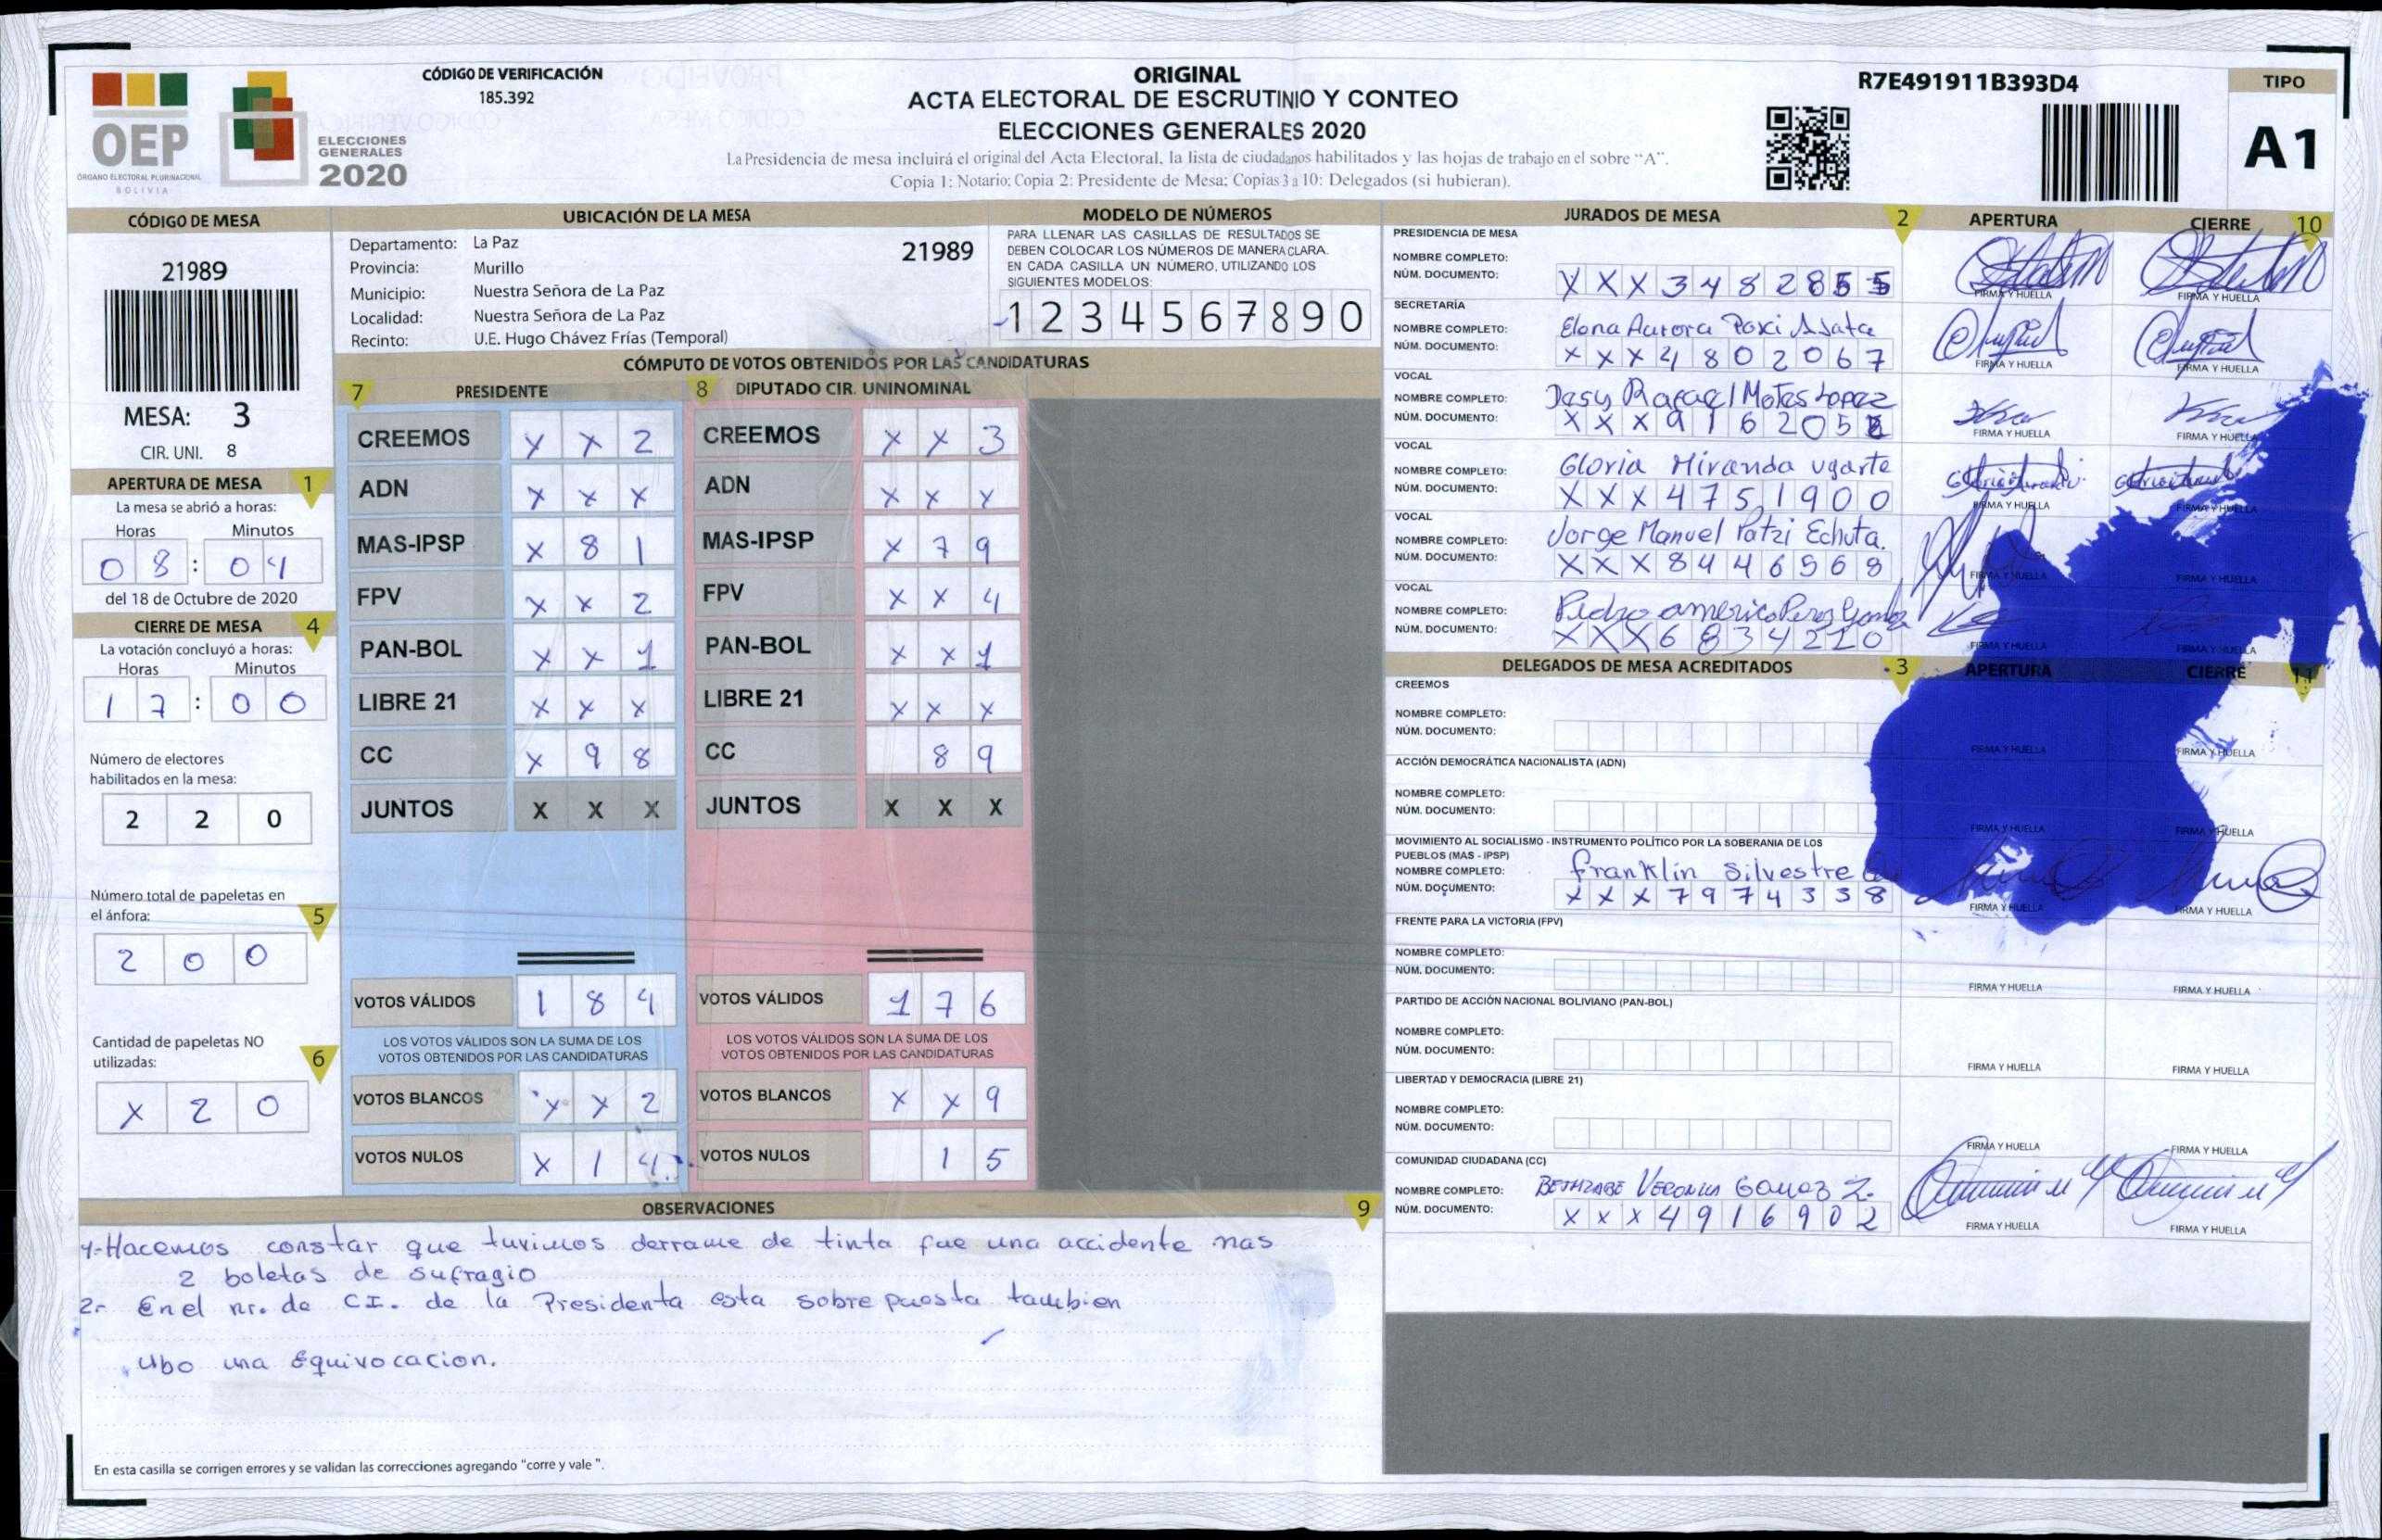 CÓDIGO DE VERIFICACIÓN
185.392
ORIGINAL
ACTA ELECTORAL DE ESCRUTINIO Y CONTEO
ELECCIONES GENERALES 2020
La Presidencia de mesa incluirá el original del Acta Electoral, la lista de ciudadanos habilitados y las hojas de trabajo en el sobre "A".
Copia 1: Notario; Copia 2: Presidente de Mesa; Copias 3 a 10: Delegados (si hubieran).
R7E491911B393D4
TIPO
A1
OEP
ÓRGANO ELECTORAL PLURINACIONAL
BOLIVIA
ELECCIONES
GENERALES
2020
CÓDIGO DE MESA
21989
MESA: 3
CIR. UNI. 8
APERTURA DE MESA 1
La mesa se abrió a horas:
Horas Minutos
0 8 : 0 4
del 18 de Octubre de 2020
CIERRE DE MESA 4
La votación concluyó a horas:
Horas Minutos
1 7 : 0 0
Número de electores
habilitados en la mesa:
2 2 0
Número total de papeletas en
el ánfora: 5
2 0 0
Cantidad de papeletas NO
utilizadas: 6
X 2 0
UBICACIÓN DE LA MESA
Departamento: La Paz 21989
Provincia: Murillo
Municipio: Nuestra Señora de La Paz
Localidad: Nuestra Señora de La Paz
Recinto: U.E. Hugo Chávez Frías (Temporal)
MODELO DE NÚMEROS
PARA LLENAR LAS CASILLAS DE RESULTADOS SE
DEBEN COLOCAR LOS NÚMEROS DE MANERA CLARA.
EN CADA CASILLA UN NÚMERO, UTILIZANDO LOS
SIGUIENTES MODELOS:
1 2 3 4 5 6 7 8 9 0
CÓMPUTO DE VOTOS OBTENIDOS POR LAS CANDIDATURAS
7 PRESIDENTE 8 DIPUTADO CIR. UNINOMINAL
CREEMOS X X 2 CREEMOS X X 3
ADN X X X ADN X X X
MAS-IPSP X 8 1 MAS-IPSP X 7 9
FPV X X 2 FPV X X 4
PAN-BOL X X 1 PAN-BOL X X 1
LIBRE 21 X X X LIBRE 21 X X X
CC X 9 8 CC 8 9
JUNTOS X X X JUNTOS X X X
VOTOS VÁLIDOS 1 8 4 VOTOS VÁLIDOS 1 7 6
LOS VOTOS VÁLIDOS SON LA SUMA DE LOS LOS VOTOS VÁLIDOS SON LA SUMA DE LOS
VOTOS OBTENIDOS POR LAS CANDIDATURAS VOTOS OBTENIDOS POR LAS CANDIDATURAS
VOTOS BLANCOS X X 2 VOTOS BLANCOS X X 9
VOTOS NULOS X 1 4 VOTOS NULOS 1 5
OBSERVACIONES 9
1-Hacemos constar que tuvimos derrame de tinta fue una accidente mas
2 boletas de sufragio
2.- En el nr. de C.I. de la Presidenta esta sobre puesta tambien
Ubo una Equivocacion.
En esta casilla se corrigen errores y se validan las correcciones agregando "corre y vale ".
JURADOS DE MESA 2 APERTURA CIERRE 10
PRESIDENCIA DE MESA
NOMBRE COMPLETO:
NÚM. DOCUMENTO: X X X 3 4 8 2 8 5 5
FIRMA Y HUELLA FIRMA Y HUELLA
SECRETARÍA
NOMBRE COMPLETO: Elena Aurora Poxi Asata
NÚM. DOCUMENTO: X X X 4 8 0 2 0 6 7
FIRMA Y HUELLA FIRMA Y HUELLA
VOCAL
NOMBRE COMPLETO: Rafael
NÚM. DOCUMENTO: X X X 9 1 6 2 0 5
FIRMA Y HUELLA FIRMA Y HUELLA
VOCAL
NOMBRE COMPLETO: Gloria Miranda Ugarte
NÚM. DOCUMENTO: X X X 4 7 5 1 9 0 0
FIRMA Y HUELLA FIRMA Y HUELLA
VOCAL
NOMBRE COMPLETO: Jorge Manuel Patzi Echuta.
NÚM. DOCUMENTO: X X X 8 4 4 6 5 6 8
FIRMA Y HUELLA FIRMA Y HUELLA
VOCAL
NOMBRE COMPLETO: Pedro americo Perez
NÚM. DOCUMENTO: X X X 6 8 3 4 2 2 0
FIRMA Y HUELLA FIRMA Y HUELLA
DELEGADOS DE MESA ACREDITADOS 3 APERTURA CIERRE 11
CREEMOS
NOMBRE COMPLETO:
NÚM. DOCUMENTO:
FIRMA Y HUELLA FIRMA Y HUELLA
ACCIÓN DEMOCRÁTICA NACIONALISTA (ADN)
NOMBRE COMPLETO:
NÚM. DOCUMENTO:
FIRMA Y HUELLA FIRMA Y HUELLA
MOVIMIENTO AL SOCIALISMO - INSTRUMENTO POLÍTICO POR LA SOBERANIA DE LOS
PUEBLOS (MAS - IPSP)
NOMBRE COMPLETO: franklin Silvestre
NÚM. DOCUMENTO: X X X 7 9 7 4 3 3 8
FIRMA Y HUELLA FIRMA Y HUELLA
FRENTE PARA LA VICTORIA (FPV)
NOMBRE COMPLETO:
NÚM. DOCUMENTO:
FIRMA Y HUELLA FIRMA Y HUELLA
PARTIDO DE ACCIÓN NACIONAL BOLIVIANO (PAN-BOL)
NOMBRE COMPLETO:
NÚM. DOCUMENTO:
FIRMA Y HUELLA FIRMA Y HUELLA
LIBERTAD Y DEMOCRACIA (LIBRE 21)
NOMBRE COMPLETO:
NÚM. DOCUMENTO:
FIRMA Y HUELLA FIRMA Y HUELLA
COMUNIDAD CIUDADANA (CC)
NOMBRE COMPLETO: BETHZABE VERONICA GOMEZ Z.
NÚM. DOCUMENTO: X X X 4 9 1 6 9 0 2
FIRMA Y HUELLA FIRMA Y HUELLA